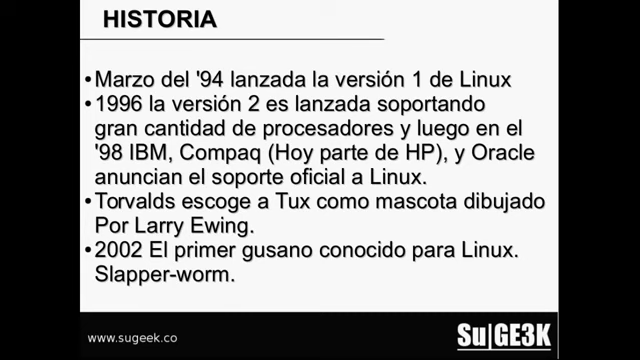 HISTORIA
•Marzo del '94 lanzada la versión 1 de Linux
•1996 la versión 2 es lanzada soportando
gran cantidad de procesadores y luego en el
'98 IBM, Compaq (Hoy parte de HP), y Oracle
anuncian el soporte oficial a Linux.
•Torvalds escoge a Tux como mascota dibujado
Por Larry Ewing.
•2002 El primer gusano conocido para Linux.
Slapper-worm.
www.sugeek.co
Su|GE3K